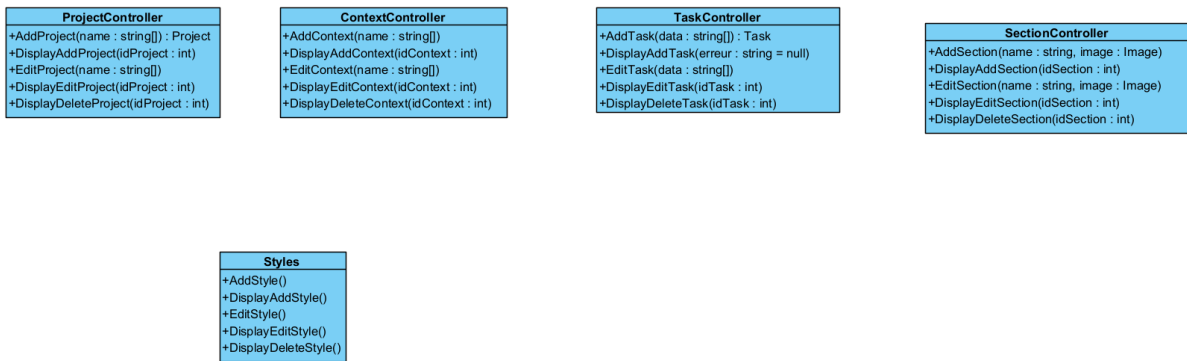 ProjectController
+AddProject(name : string[]) : Project
+DisplayAddProject(idProject : int)
+EditProject(name : string[])
+DisplayEditProject(idProject : int)
+DisplayDeleteProject(idProject : int)
ContextController
+AddContext(name : string[])
+DisplayAddContext(idContext : int)
+EditContext(name : string[])
+DisplayEditContext(idContext : int)
+DisplayDeleteContext(idContext : int)
TaskController
+AddTask(data : string[]) : Task
+DisplayAddTask(erreur : string = null)
+EditTask(data : string[])
+DisplayEditTask(idTask : int)
+DisplayDeleteTask(idTask : int)
SectionController
+AddSection(name : string, image : Image)
+DisplayAddSection(idSection : int)
+EditSection(name : string, image : Image)
+DisplayEditSection(idSection : int)
+DisplayDeleteSection(idSection : int)
Styles
+AddStyle()
+DisplayAddStyle()
+EditStyle()
+DisplayEditStyle()
+DisplayDeleteStyle()